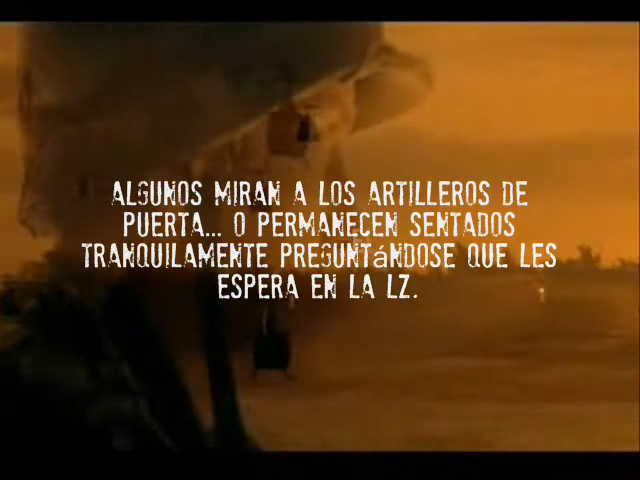 ALGUNOS MIRAN A LOS ARTILLEROS DE
PUERTA... O PERMANECEN SENTADOS
TRANQUILAMENTE PREGUNTáNDOSE QUE LES
ESPERA EN LA LZ.